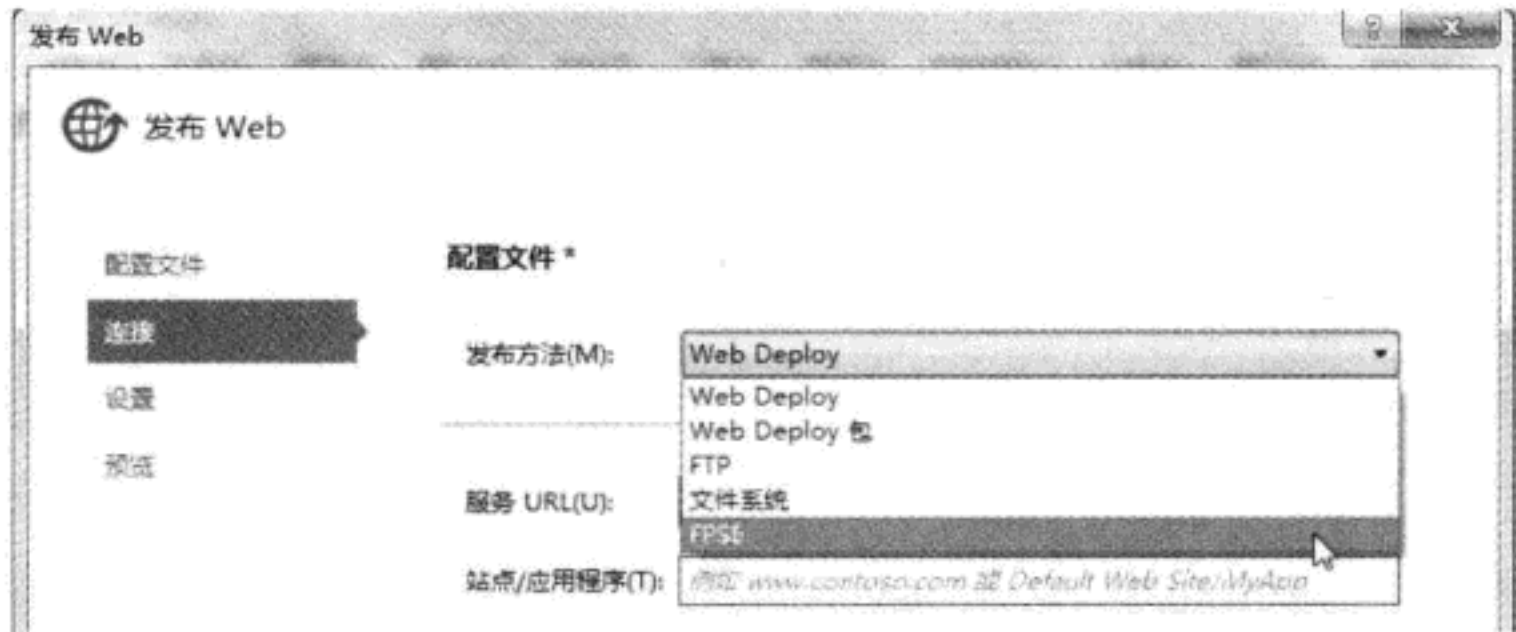 发布 Web
发布 Web
配置文件
连接
设置
预览
配置文件 *
发布方法(M):
Web Deploy
Web Deploy
Web Deploy 包
FTP
文件系统
FPSE
服务 URL(U):
站点/应用程序(T):
例如 www.contoso.com 或 Default Web Site/MyApp